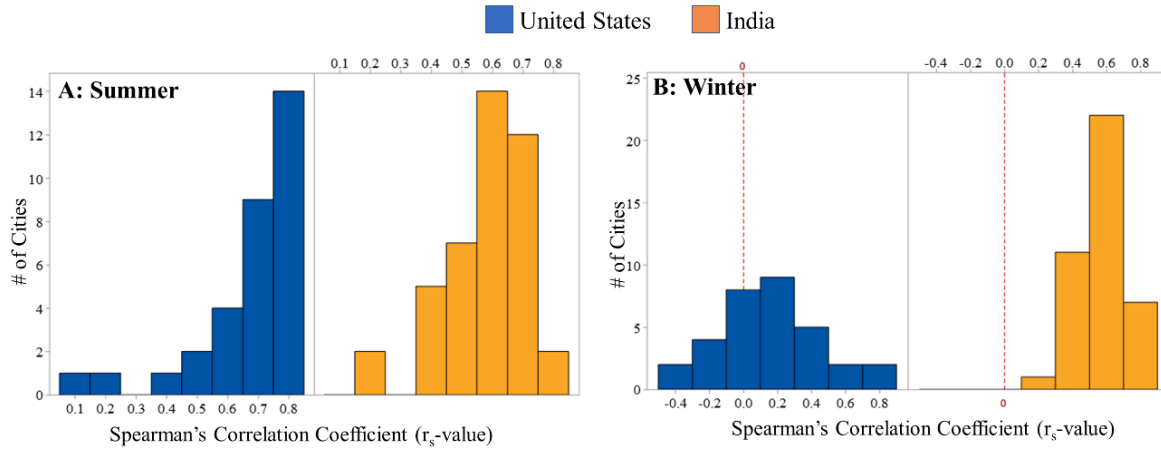 United States India
A: Summer
0.1 0.2 0.3 0.4 0.5 0.6 0.7 0.8
14
12
10
8
6
4
2
0
# of Cities
0.1 0.2 0.3 0.4 0.5 0.6 0.7 0.8
Spearman's Correlation Coefficient (rs-value)
B: Winter
0
-0.4 -0.2 0.0 0.2 0.4 0.6 0.8
25
20
15
10
5
0
# of Cities
-0.4 -0.2 0.0 0.2 0.4 0.6 0.8
0
Spearman's Correlation Coefficient (rs-value)